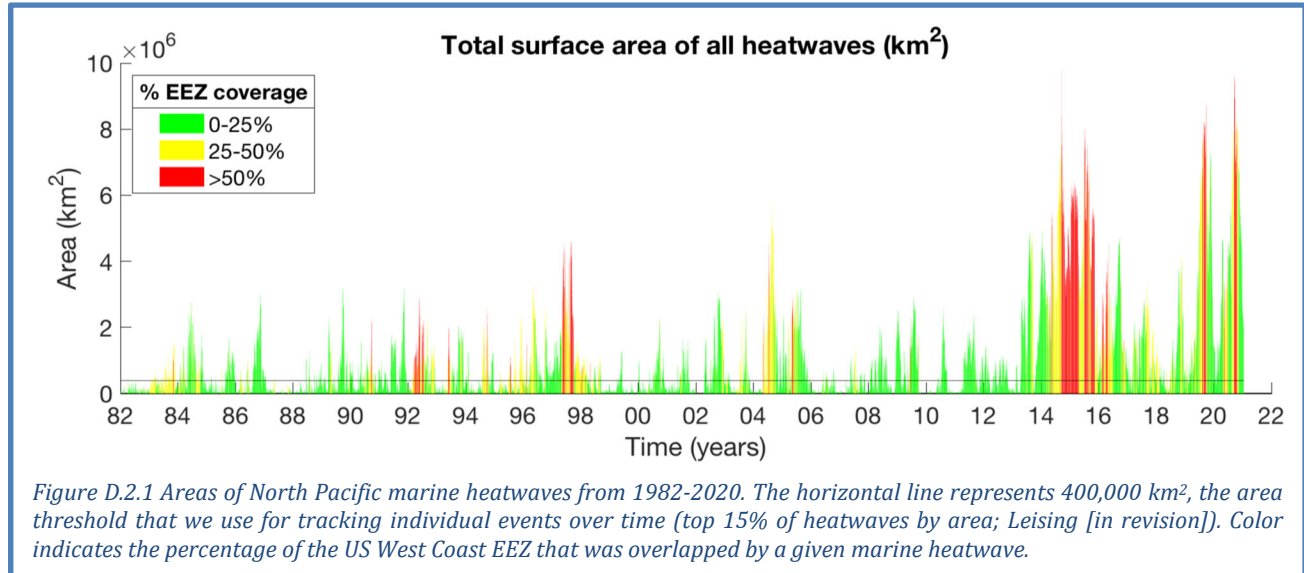 Total surface area of all heatwaves (km²)
×10⁶
% EEZ coverage
0-25%
25-50%
>50%
Area (km²)
10
8
6
4
2
0
82 84 86 88 90 92 94 96 98 00 02 04 06 08 10 12 14 16 18 20 22
Time (years)
Figure D.2.1 Areas of North Pacific marine heatwaves from 1982-2020. The horizontal line represents 400,000 km², the area
threshold that we use for tracking individual events over time (top 15% of heatwaves by area; Leising [in revision]). Color
indicates the percentage of the US West Coast EEZ that was overlapped by a given marine heatwave.